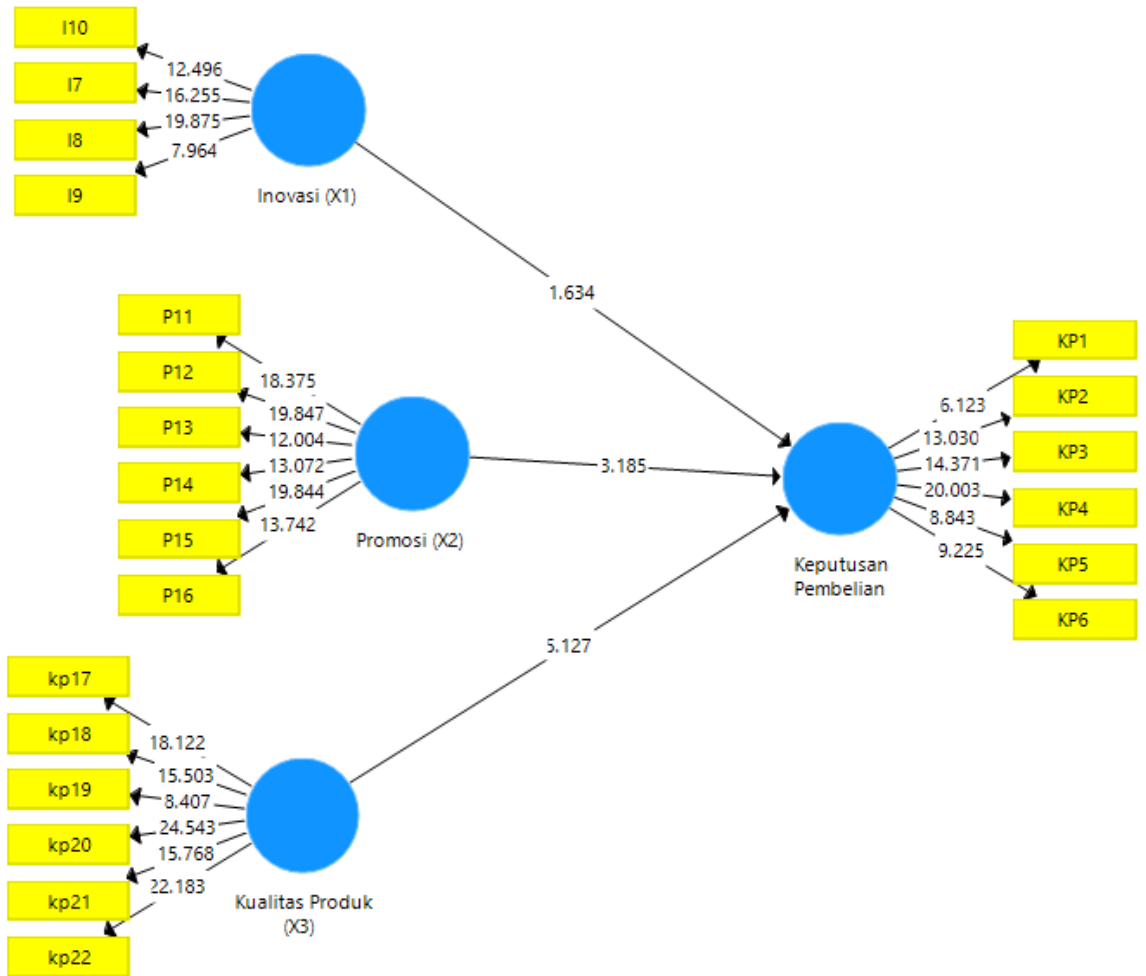 I10
I7
I8
I9
12.496
16.255
19.875
7.964
Inovasi (X1)
1.634
P11
P12
P13
P14
P15
P16
18.375
19.847
12.004
13.072
19.844
13.742
Promosi (X2)
3.185
kp17
kp18
kp19
kp20
kp21
kp22
18.122
15.503
8.407
24.543
15.768
22.183
Kualitas Produk
(X3)
5.127
Keputusan
Pembelian
6.123
13.030
14.371
20.003
8.843
9.225
KP1
KP2
KP3
KP4
KP5
KP6